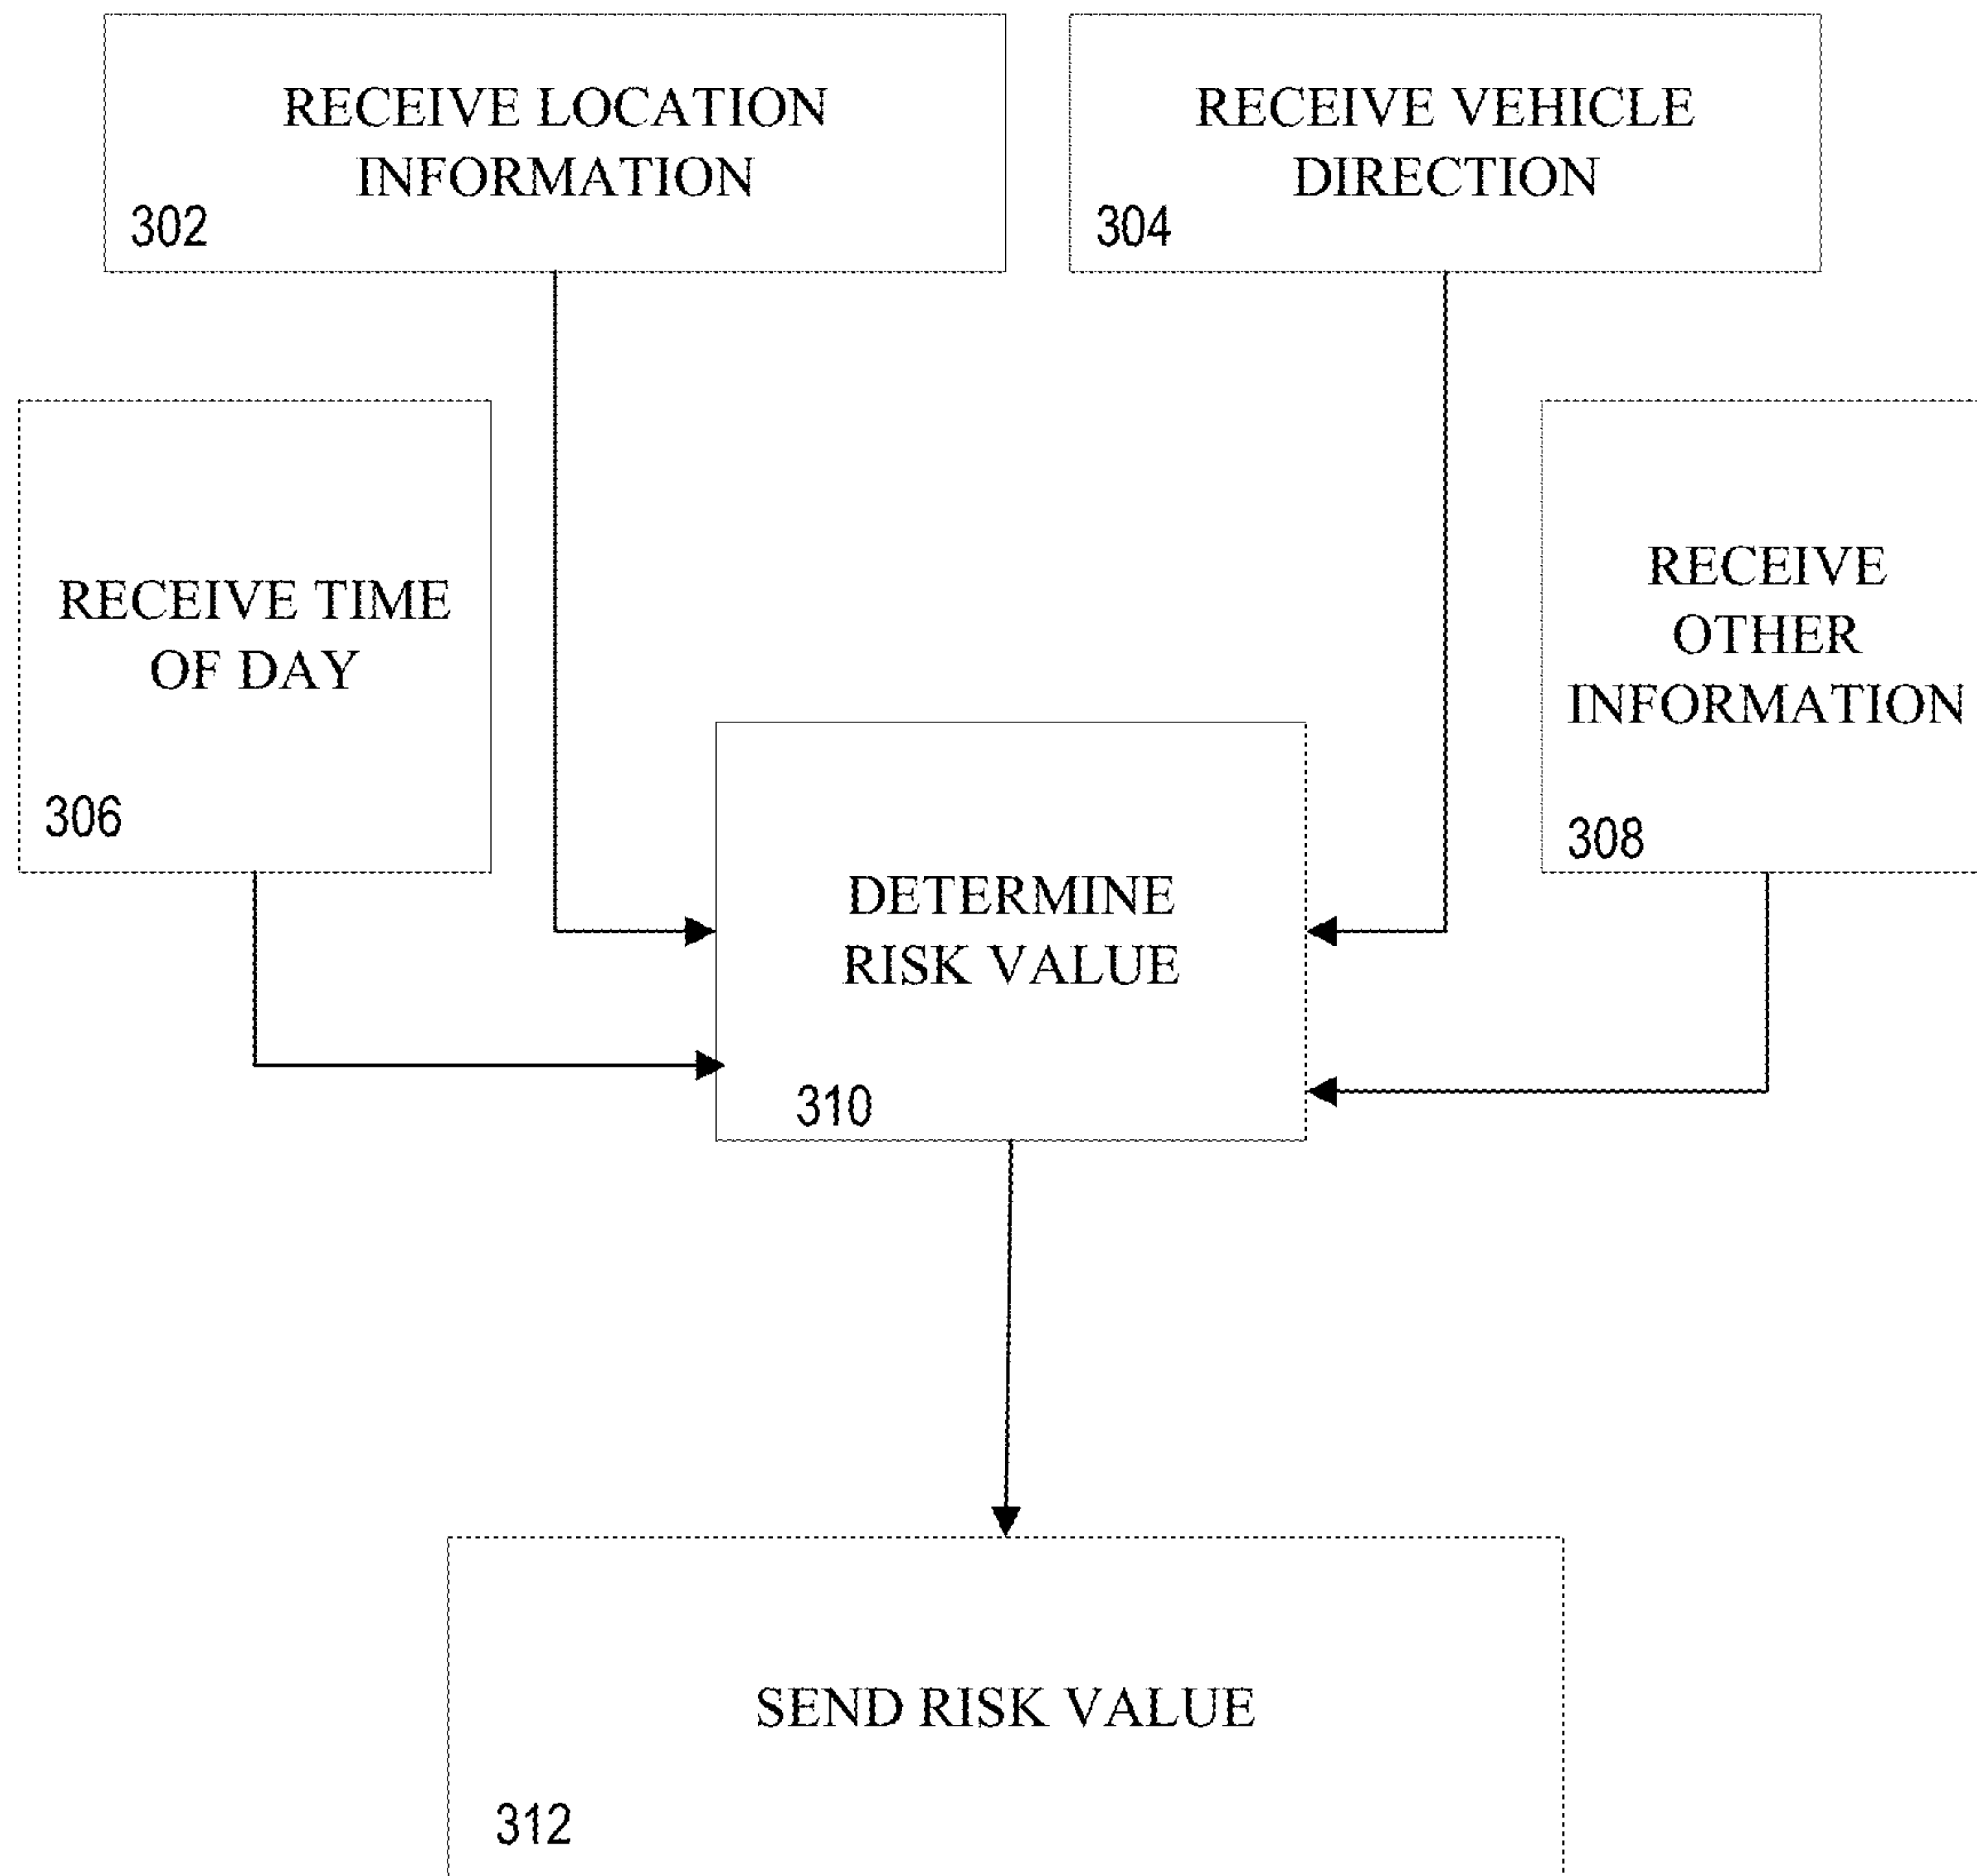 RECEIVE LOCATION
INFORMATION
302
RECEIVE VEHICLE
DIRECTION
304
RECEIVE TIME
OF DAY
306
RECEIVE
OTHER
INFORMATION
308
DETERMINE
RISK VALUE
310
SEND RISK VALUE
312